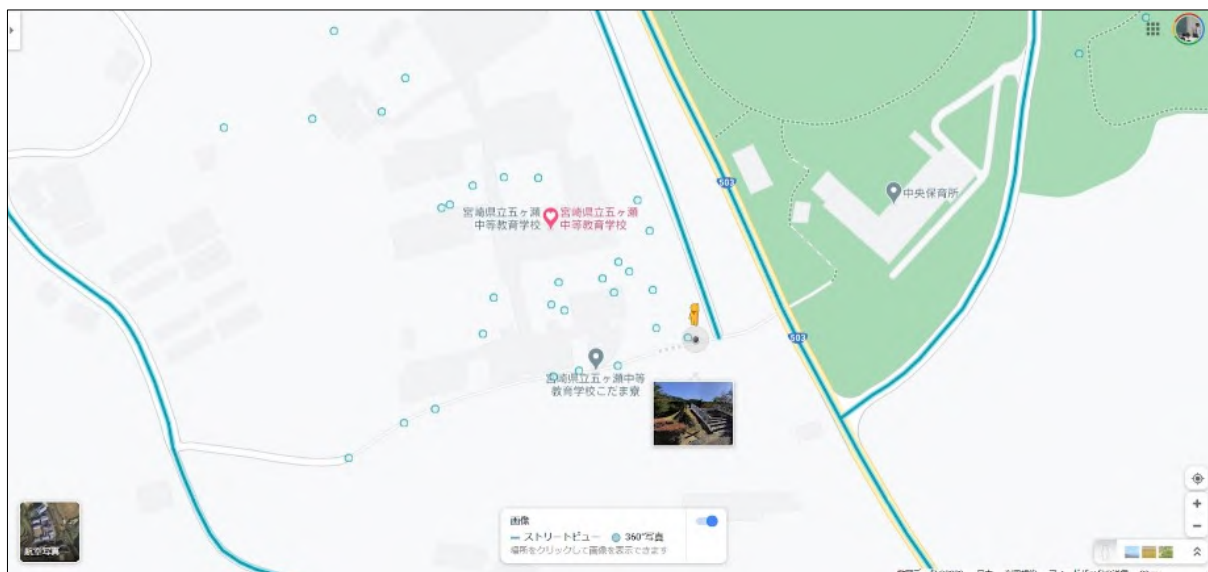 503
中央保育所
宮崎県立五ヶ瀬
中等教育学校
宮崎県立五ヶ瀬
中等教育学校
503
宮崎県立五ヶ瀬中等
教育学校こだま寮
航空写真
画像
ストリートビュー 360°写真
場所をクリックして画像を表示できます